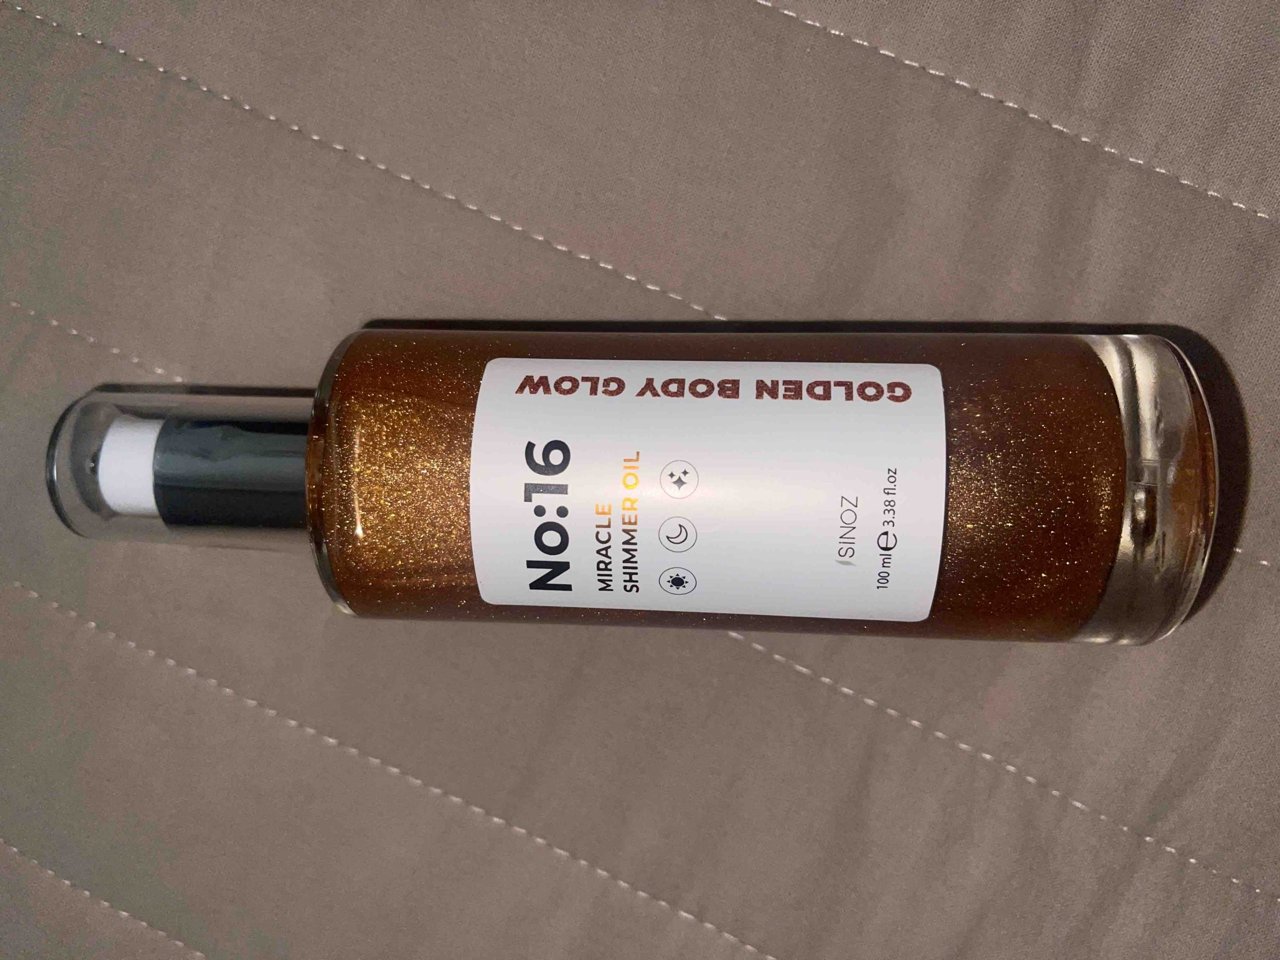 No:16
MIRACLE
SHIMMER OIL
GOLDEN BODY GLOW
SINOZ
100 ml ℮ 3.38 fl.oz